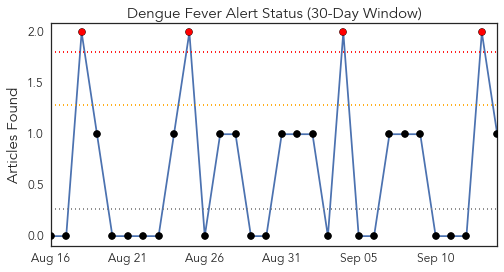 Dengue Fever Alert Status (30-Day Window)
Articles Found
2.0
1.5
1.0
0.5
0.0
Aug 16 Aug 21 Aug 26 Aug 31 Sep 05 Sep 10